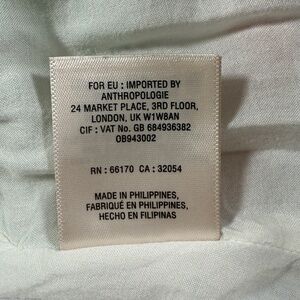 FOR EU : IMPORTED BY
ANTHROPOLOGIE
24 MARKET PLACE, 3RD FLOOR,
LONDON, UK W1W8AN
CIF : VAT No. GB 684936382
OB943002
RN : 66170 CA : 32054
MADE IN PHILIPPINES,
FABRIQUÉ EN PHILIPPINES,
HECHO EN FILIPINAS